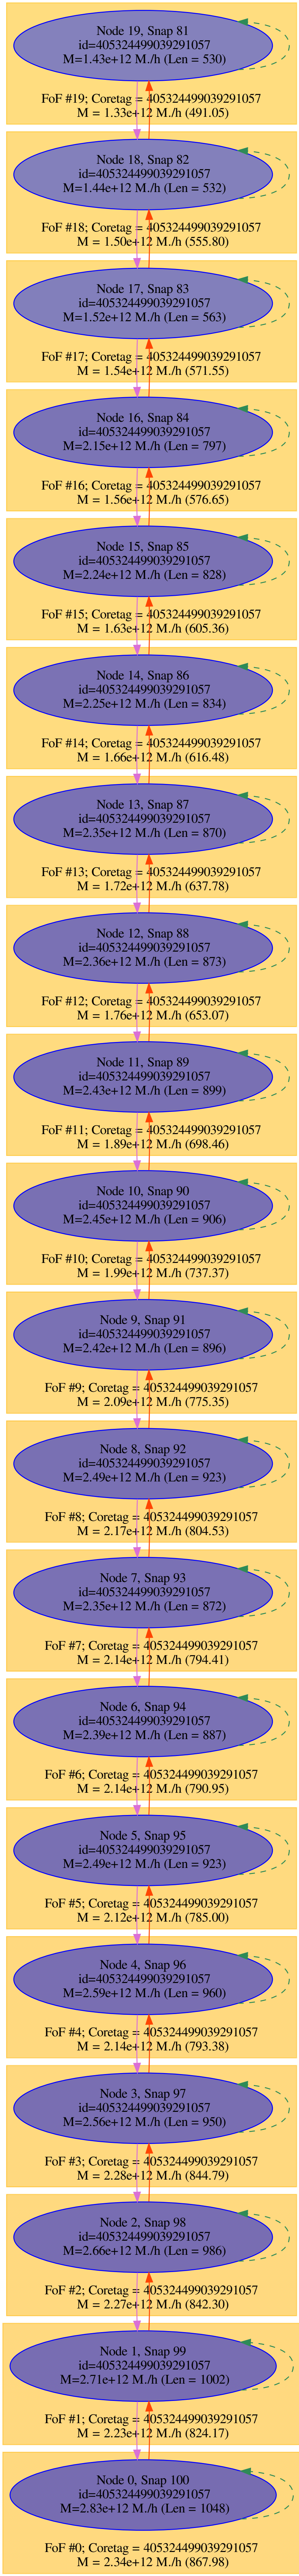 Node 19, Snap 81
id=405324499039291057
M=1.43e+12 M./h (Len = 530)
FoF #19; Coretag = 405324499039291057
M = 1.33e+12 M./h (491.05)
Node 18, Snap 82
id=405324499039291057
M=1.44e+12 M./h (Len = 532)
FoF #18; Coretag = 405324499039291057
M = 1.50e+12 M./h (555.80)
Node 17, Snap 83
id=405324499039291057
M=1.52e+12 M./h (Len = 563)
FoF #17; Coretag = 405324499039291057
M = 1.54e+12 M./h (571.55)
Node 16, Snap 84
id=405324499039291057
M=2.15e+12 M./h (Len = 797)
FoF #16; Coretag = 405324499039291057
M = 1.56e+12 M./h (576.65)
Node 15, Snap 85
id=405324499039291057
M=2.24e+12 M./h (Len = 828)
FoF #15; Coretag = 405324499039291057
M = 1.63e+12 M./h (605.36)
Node 14, Snap 86
id=405324499039291057
M=2.25e+12 M./h (Len = 834)
FoF #14; Coretag = 405324499039291057
M = 1.66e+12 M./h (616.48)
Node 13, Snap 87
id=405324499039291057
M=2.35e+12 M./h (Len = 870)
FoF #13; Coretag = 405324499039291057
M = 1.72e+12 M./h (637.78)
Node 12, Snap 88
id=405324499039291057
M=2.36e+12 M./h (Len = 873)
FoF #12; Coretag = 405324499039291057
M = 1.76e+12 M./h (653.07)
Node 11, Snap 89
id=405324499039291057
M=2.43e+12 M./h (Len = 899)
FoF #11; Coretag = 405324499039291057
M = 1.89e+12 M./h (698.46)
Node 10, Snap 90
id=405324499039291057
M=2.45e+12 M./h (Len = 906)
FoF #10; Coretag = 405324499039291057
M = 1.99e+12 M./h (737.37)
Node 9, Snap 91
id=405324499039291057
M=2.42e+12 M./h (Len = 896)
FoF #9; Coretag = 405324499039291057
M = 2.09e+12 M./h (775.35)
Node 8, Snap 92
id=405324499039291057
M=2.49e+12 M./h (Len = 923)
FoF #8; Coretag = 405324499039291057
M = 2.17e+12 M./h (804.53)
Node 7, Snap 93
id=405324499039291057
M=2.35e+12 M./h (Len = 872)
FoF #7; Coretag = 405324499039291057
M = 2.14e+12 M./h (794.41)
Node 6, Snap 94
id=405324499039291057
M=2.39e+12 M./h (Len = 887)
FoF #6; Coretag = 405324499039291057
M = 2.14e+12 M./h (790.95)
Node 5, Snap 95
id=405324499039291057
M=2.49e+12 M./h (Len = 923)
FoF #5; Coretag = 405324499039291057
M = 2.12e+12 M./h (785.00)
Node 4, Snap 96
id=405324499039291057
M=2.59e+12 M./h (Len = 960)
FoF #4; Coretag = 405324499039291057
M = 2.14e+12 M./h (793.38)
Node 3, Snap 97
id=405324499039291057
M=2.56e+12 M./h (Len = 950)
FoF #3; Coretag = 405324499039291057
M = 2.28e+12 M./h (844.79)
Node 2, Snap 98
id=405324499039291057
M=2.66e+12 M./h (Len = 986)
FoF #2; Coretag = 405324499039291057
M = 2.27e+12 M./h (842.30)
Node 1, Snap 99
id=405324499039291057
M=2.71e+12 M./h (Len = 1002)
FoF #1; Coretag = 405324499039291057
M = 2.23e+12 M./h (824.17)
Node 0, Snap 100
id=405324499039291057
M=2.83e+12 M./h (Len = 1048)
FoF #0; Coretag = 405324499039291057
M = 2.34e+12 M./h (867.98)